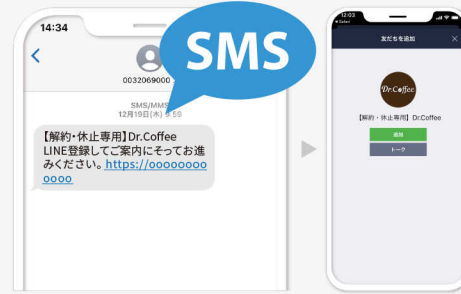 14:34
SMS
0032069000
SMS/MMS
12月19日(木) 9:59
【解約・休止専用】Dr.Coffee
LINE登録してご案内にそってお進
みください。https://oooooooo
oooo
12:03
Safari
友だちを追加
Dr.Coffee
【解約・休止専用】Dr.Coffee
追加
トーク